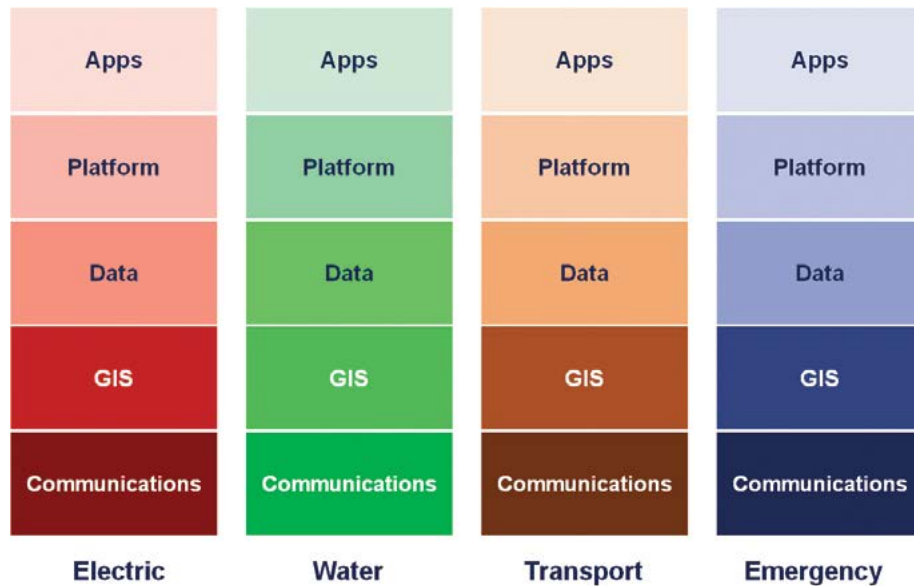 Apps Apps Apps Apps
Platform Platform Platform Platform
Data Data Data Data
GIS GIS GIS GIS
Communications Communications Communications Communications
Electric Water Transport Emergency